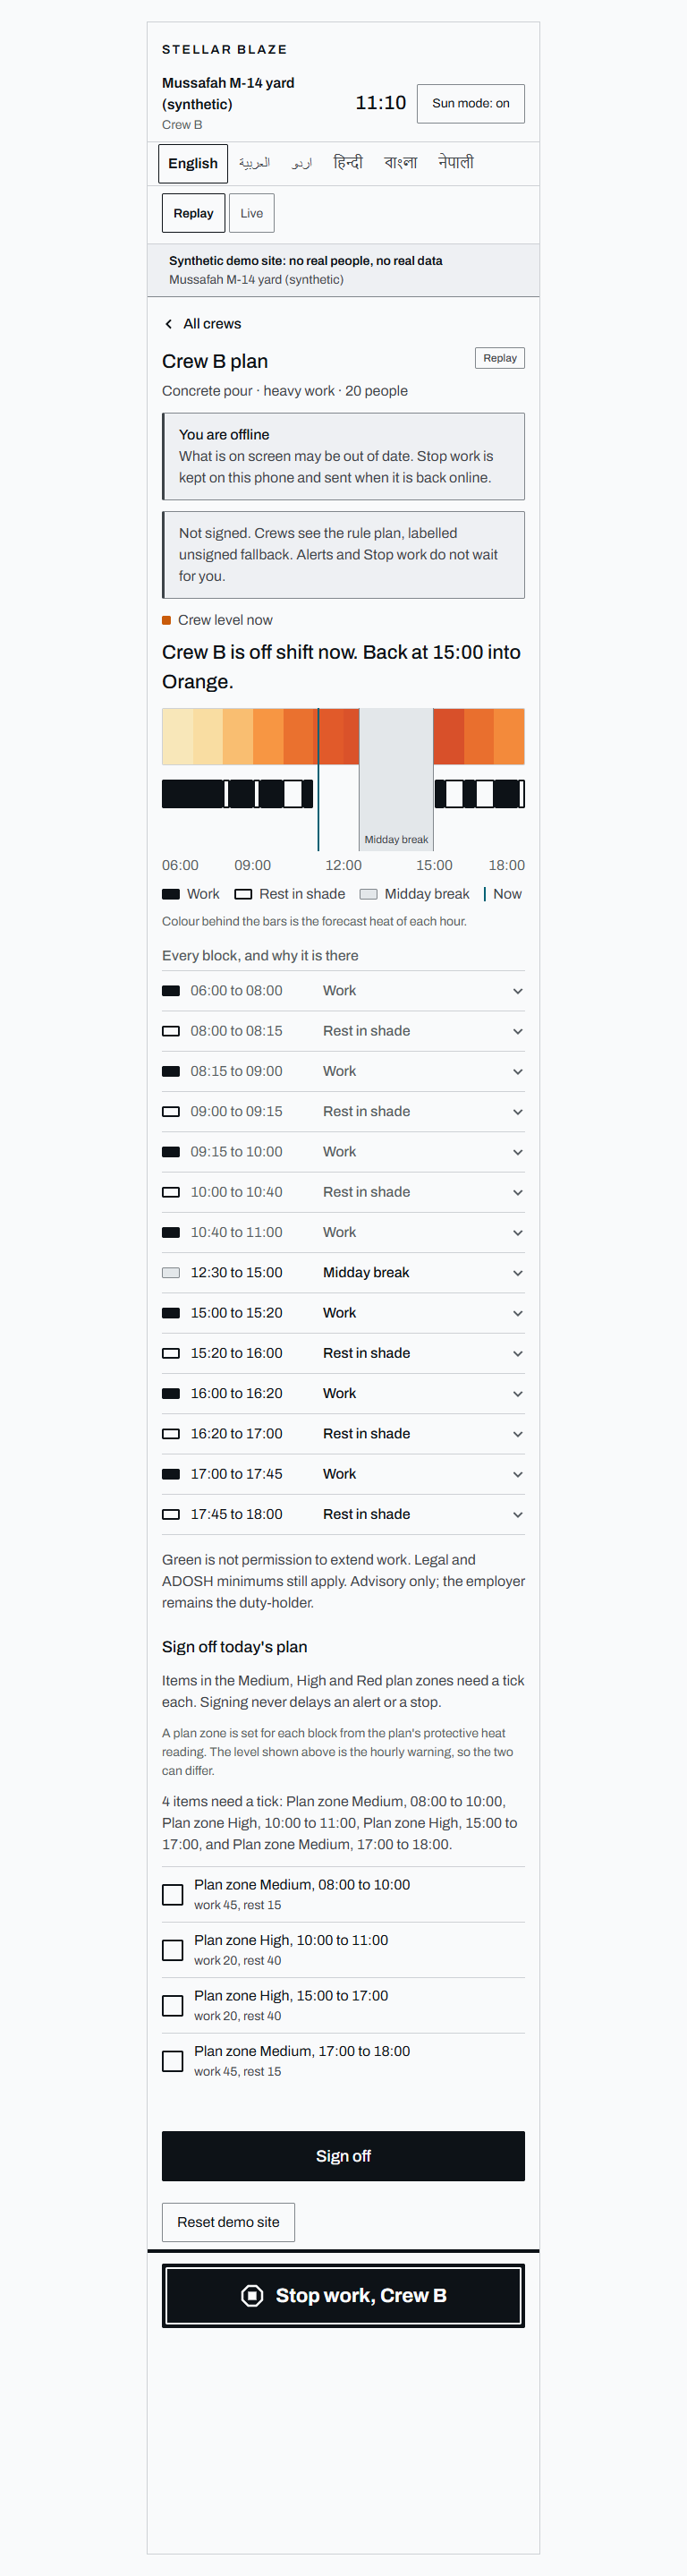 STELLAR BLAZE
Mussafah M-14 yard
(synthetic)
Crew B
11:10
Sun mode: on
English العربية اردو हिन्दी বাংলা नेपाली
Replay Live
Synthetic demo site: no real people, no real data
Mussafah M-14 yard (synthetic)
All crews
Crew B plan
Replay
Concrete pour · heavy work · 20 people
You are offline
What is on screen may be out of date. Stop work is
kept on this phone and sent when it is back online.
Not signed. Crews see the rule plan, labelled
unsigned fallback. Alerts and Stop work do not wait
for you.
Crew level now
Crew B is off shift now. Back at 15:00 into
Orange.
Midday break
06:00 09:00 12:00 15:00 18:00
Work Rest in shade Midday break Now
Colour behind the bars is the forecast heat of each hour.
Every block, and why it is there
06:00 to 08:00 Work
08:00 to 08:15 Rest in shade
08:15 to 09:00 Work
09:00 to 09:15 Rest in shade
09:15 to 10:00 Work
10:00 to 10:40 Rest in shade
10:40 to 11:00 Work
12:30 to 15:00 Midday break
15:00 to 15:20 Work
15:20 to 16:00 Rest in shade
16:00 to 16:20 Work
16:20 to 17:00 Rest in shade
17:00 to 17:45 Work
17:45 to 18:00 Rest in shade
Green is not permission to extend work. Legal and
ADOSH minimums still apply. Advisory only; the employer
remains the duty-holder.
Sign off today's plan
Items in the Medium, High and Red plan zones need a tick
each. Signing never delays an alert or a stop.
A plan zone is set for each block from the plan's protective heat
reading. The level shown above is the hourly warning, so the two
can differ.
4 items need a tick: Plan zone Medium, 08:00 to 10:00,
Plan zone High, 10:00 to 11:00, Plan zone High, 15:00 to
17:00, and Plan zone Medium, 17:00 to 18:00.
Plan zone Medium, 08:00 to 10:00
work 45, rest 15
Plan zone High, 10:00 to 11:00
work 20, rest 40
Plan zone High, 15:00 to 17:00
work 20, rest 40
Plan zone Medium, 17:00 to 18:00
work 45, rest 15
Sign off
Reset demo site
Stop work, Crew B